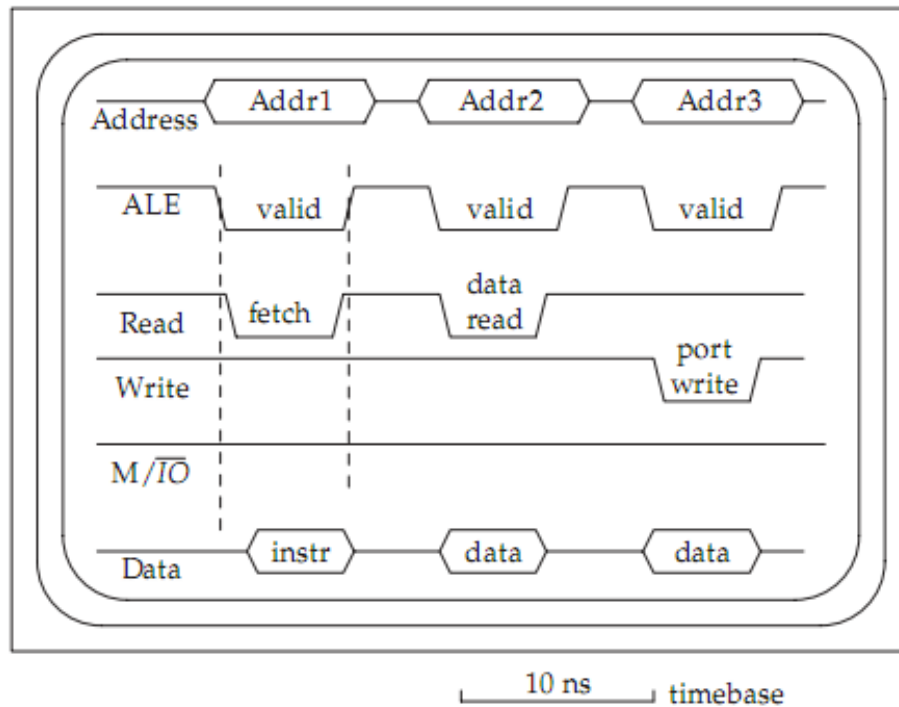 Addr1 Addr2 Addr3
Address
ALE valid valid valid
data
Read fetch read
port
Write write
M/I̅O̅
instr data data
Data
10 ns timebase